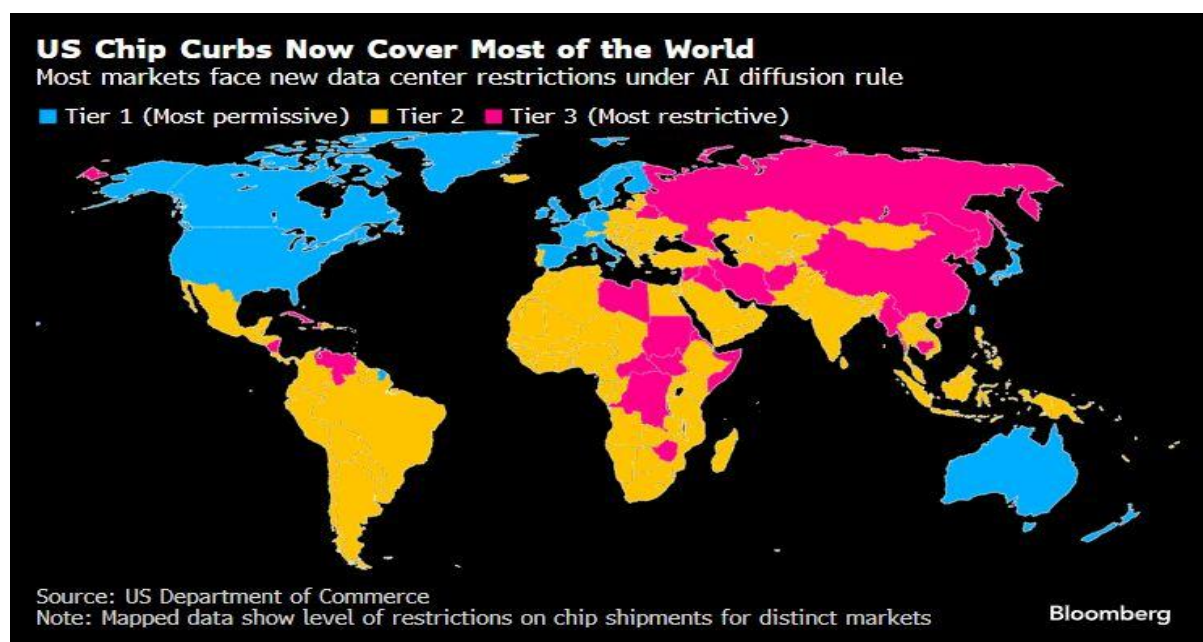 US Chip Curbs Now Cover Most of the World
Most markets face new data center restrictions under AI diffusion rule
Tier 1 (Most permissive) Tier 2 Tier 3 (Most restrictive)
Source: US Department of Commerce
Note: Mapped data show level of restrictions on chip shipments for distinct markets
Bloomberg